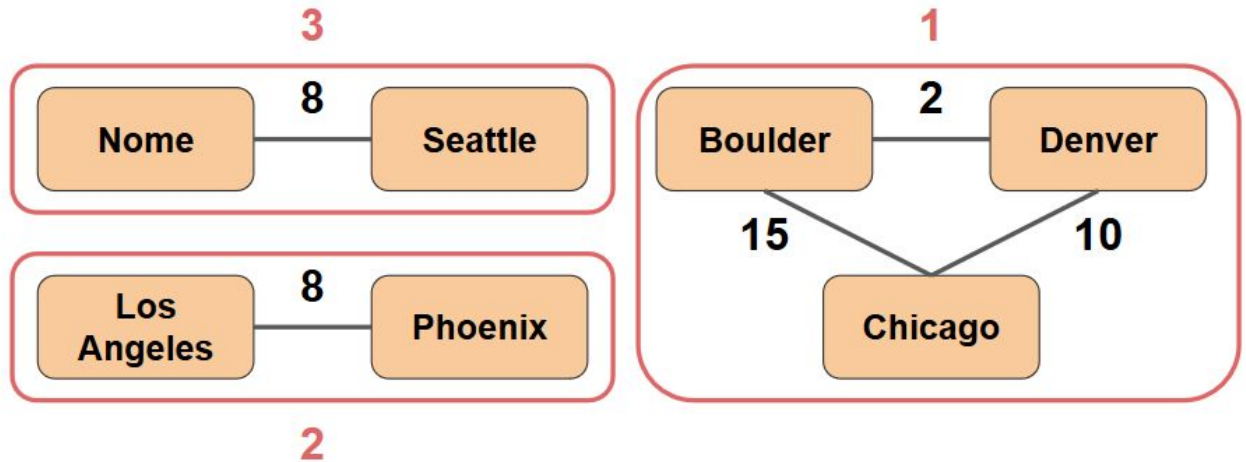 3
8
Nome
Seattle
Los
Angeles
8
Phoenix
2
1
2
Boulder
Denver
15
10
Chicago